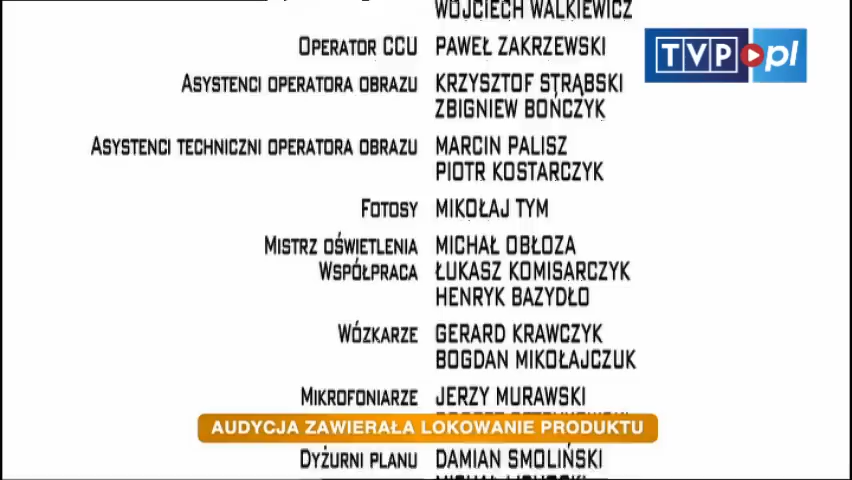 WOJCIECH WALKIEWICZ
OPERATOR CCU PAWEŁ ZAKRZEWSKI
TVP pl
ASYSTENCI OPERATORA OBRAZU KRZYSZTOF STRĄBSKI
ZBIGNIEW BOŃCZYK
ASYSTENCI TECHNICZNI OPERATORA OBRAZU MARCIN PALISZ
PIOTR KOSTARCZYK
FOTOSY MIKOŁAJ TYM
MISTRZ OŚWIETLENIA MICHAŁ OBŁOZA
WSPÓŁPRACA ŁUKASZ KOMISARCZYK
HENRYK BAZYDŁO
WÓZKARZE GERARD KRAWCZYK
BOGDAN MIKOŁAJCZUK
MIKROFONIARZE JERZY MURAWSKI
AUDYCJA ZAWIERAŁA LOKOWANIE PRODUKTU
DYŻURNI PLANU DAMIAN SMOLIŃSKI